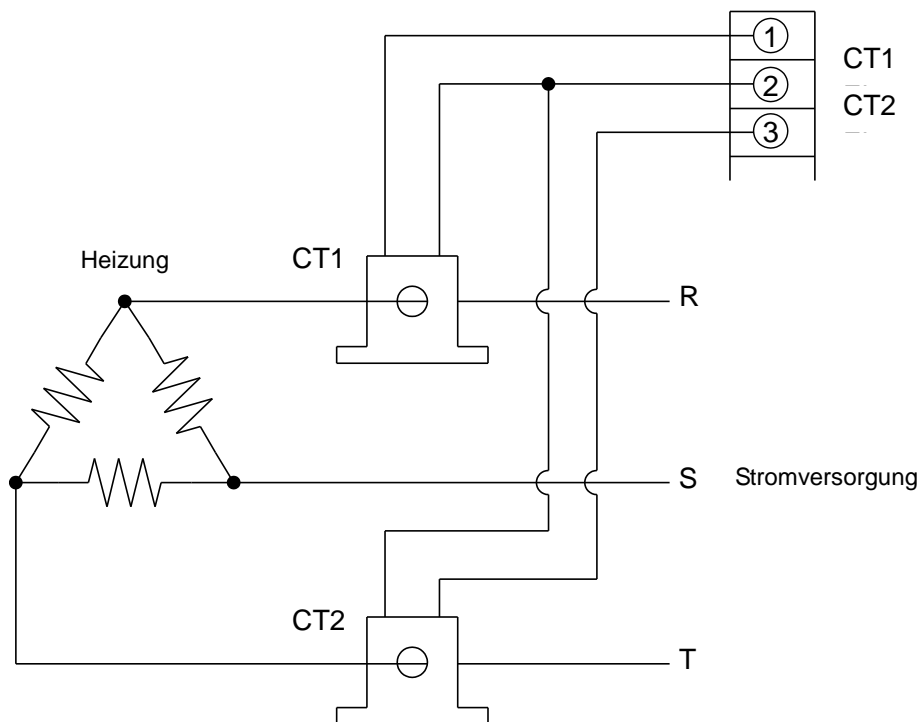 1
CT1
2
CT2
3
CT1
Heizung
R
S
Stromversorgung
CT2
T